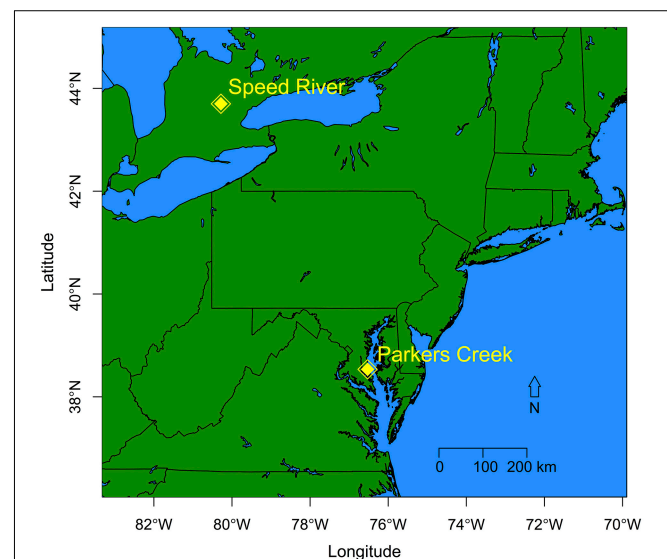 Speed River
Parkers Creek
N
0 100 200 km
44°N
42°N
40°N
38°N
Latitude
82°W 80°W 78°W 76°W 74°W 72°W 70°W
Longitude